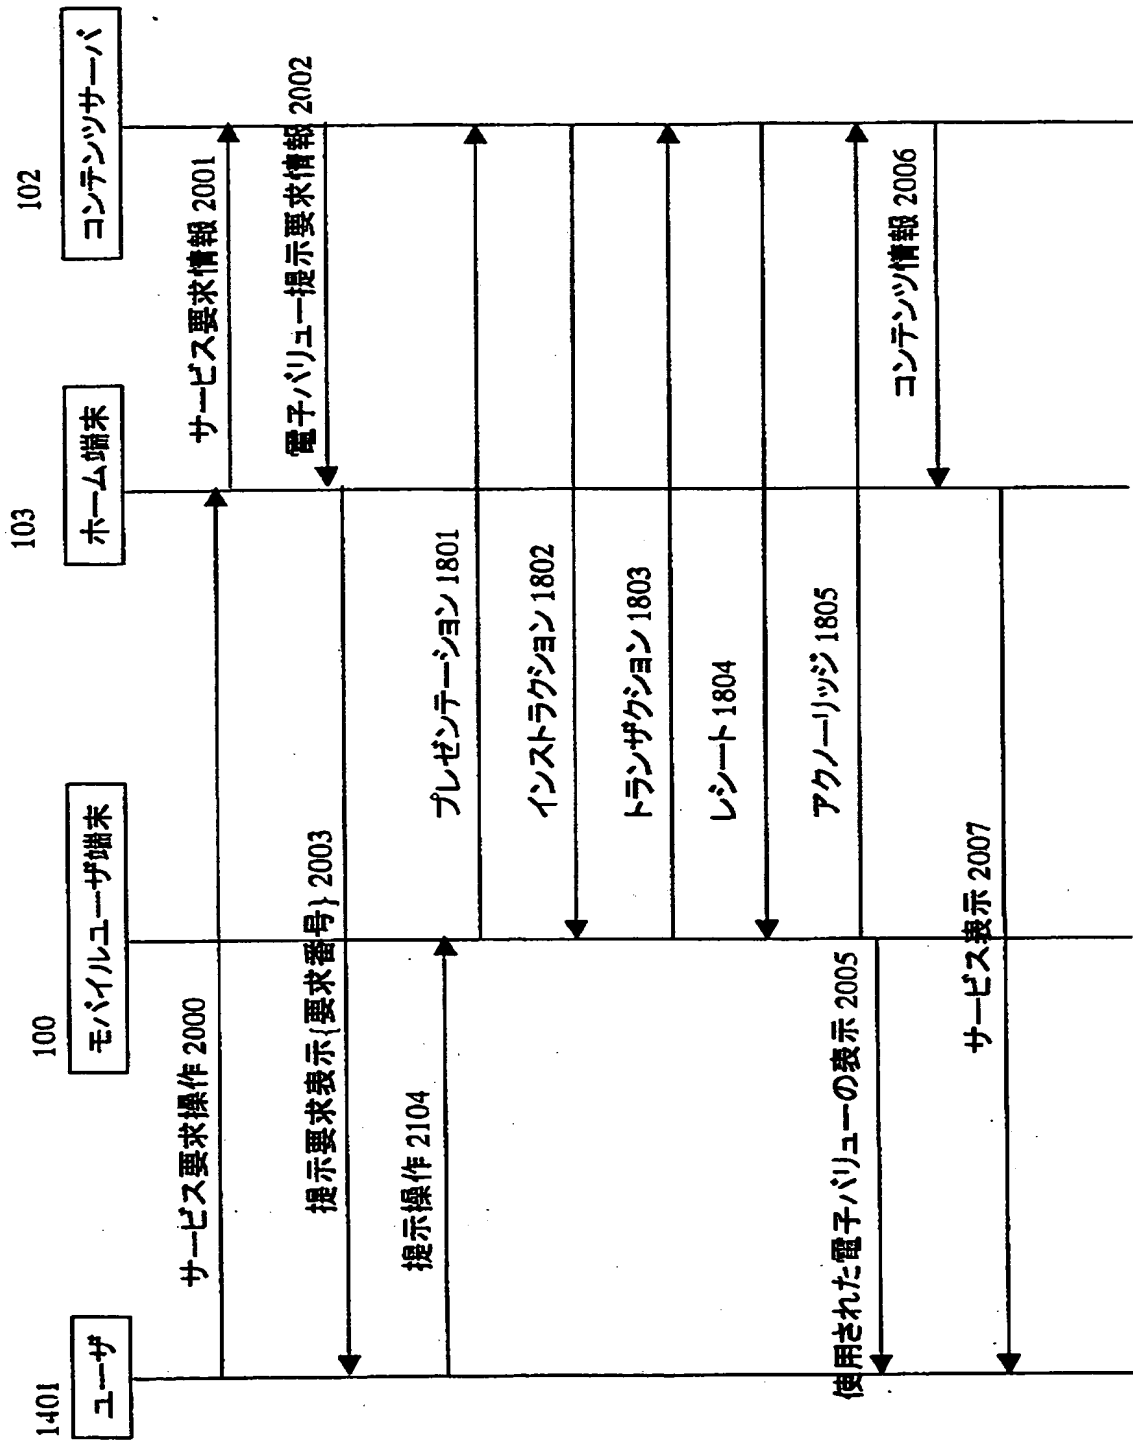 1401
ユーザ
100
モバイルユーザ端末
103
ホーム端末
102
コンテンツサーバ
サービス要求操作 2000
サービス要求情報 2001
電子バリュー提示要求情報 2002
提示要求表示{要求番号} 2003
提示操作 2104
プレゼンテーション 1801
インストラクション 1802
トランザクション 1803
レシート 1804
アクノーリッジ 1805
使用された電子バリューの表示 2005
コンテンツ情報 2006
サービス表示 2007